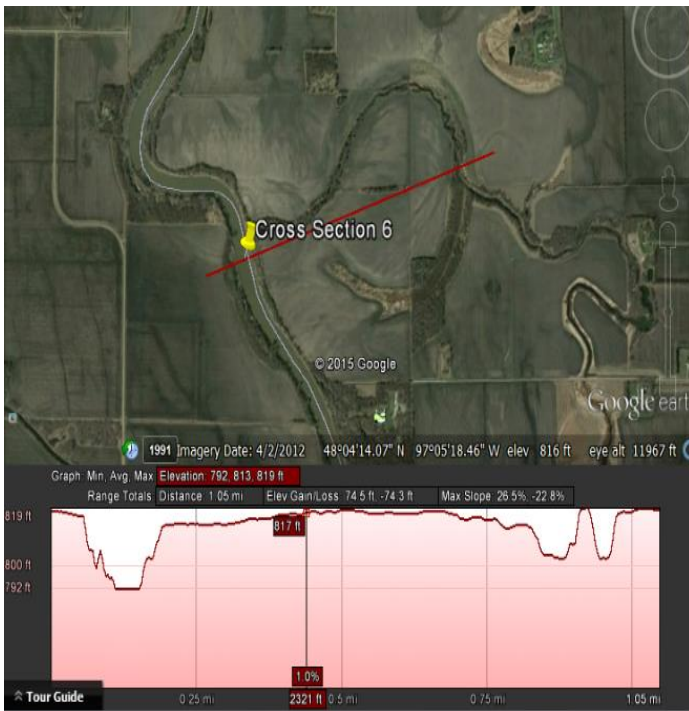 Cross Section 6
© 2015 Google
Google eart
1991 Imagery Date: 4/2/2012 48°04'14.07" N 97°05'18.46" W elev 816 ft eye alt 11967 ft
Graph: Min, Avg, Max Elevation: 792, 813, 819 ft
Range Totals: Distance: 1.05 mi Elev Gain/Loss: 74.5 ft, -74.3 ft Max Slope: 26.5%, -22.8%
819 ft
817 ft
800 ft
792 ft
1.0%
Tour Guide 0.25 mi 2321 ft 0.5 mi 0.75 mi 1.05 mi